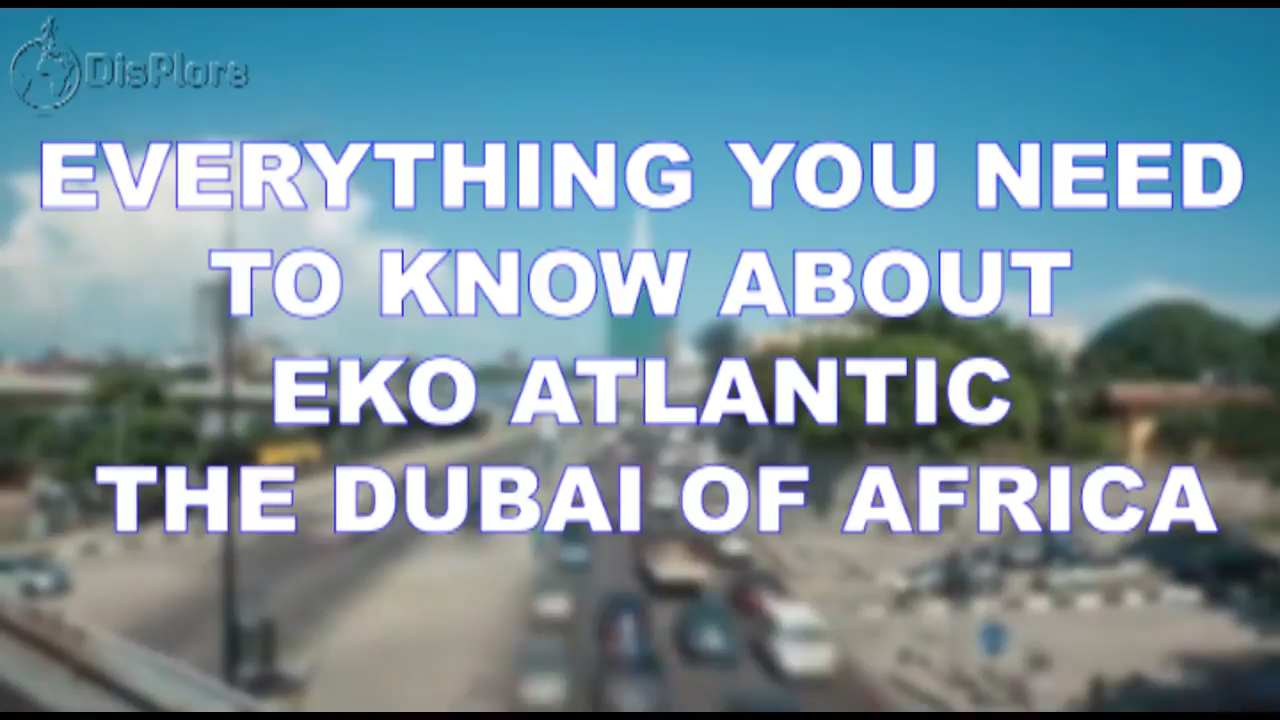 DisPlore
EVERYTHING YOU NEED
TO KNOW ABOUT
EKO ATLANTIC
THE DUBAI OF AFRICA